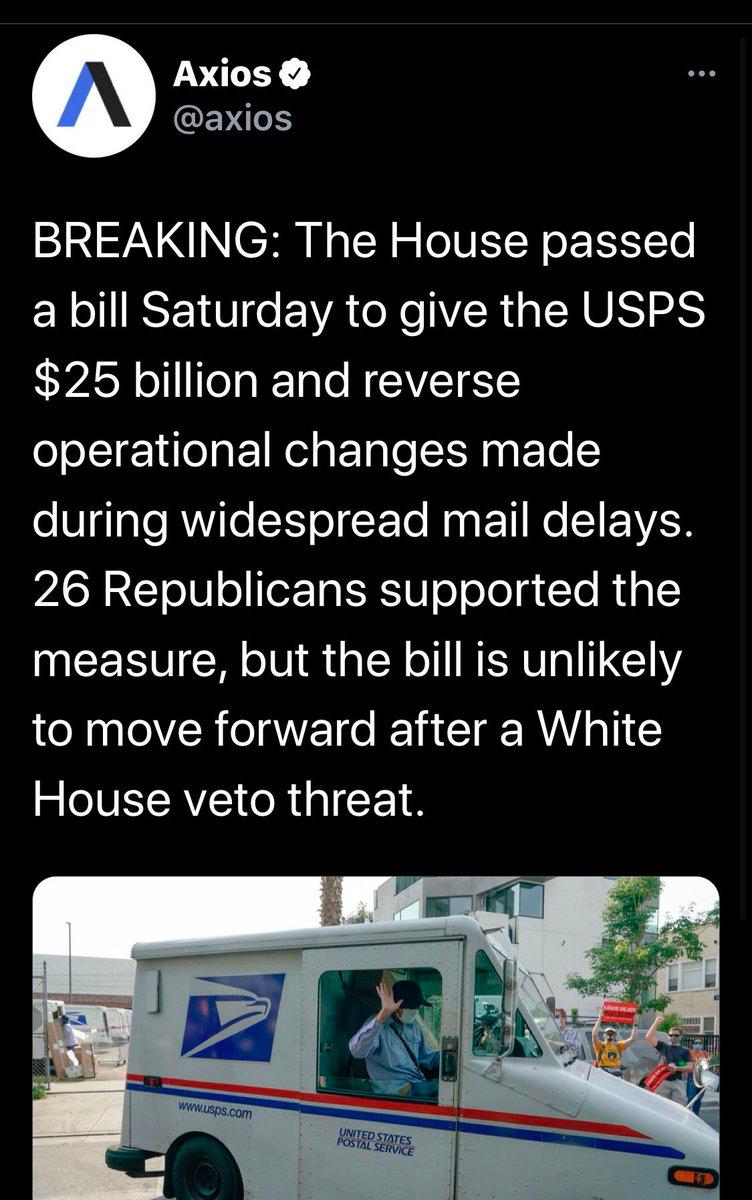 Axios
@axios
BREAKING: The House passed
a bill Saturday to give the USPS
$25 billion and reverse
operational changes made
during widespread mail delays.
26 Republicans supported the
measure, but the bill is unlikely
to move forward after a White
House veto threat.
www.usps.com
UNITED STATES
POSTAL SERVICE
LOUIS DEJOY